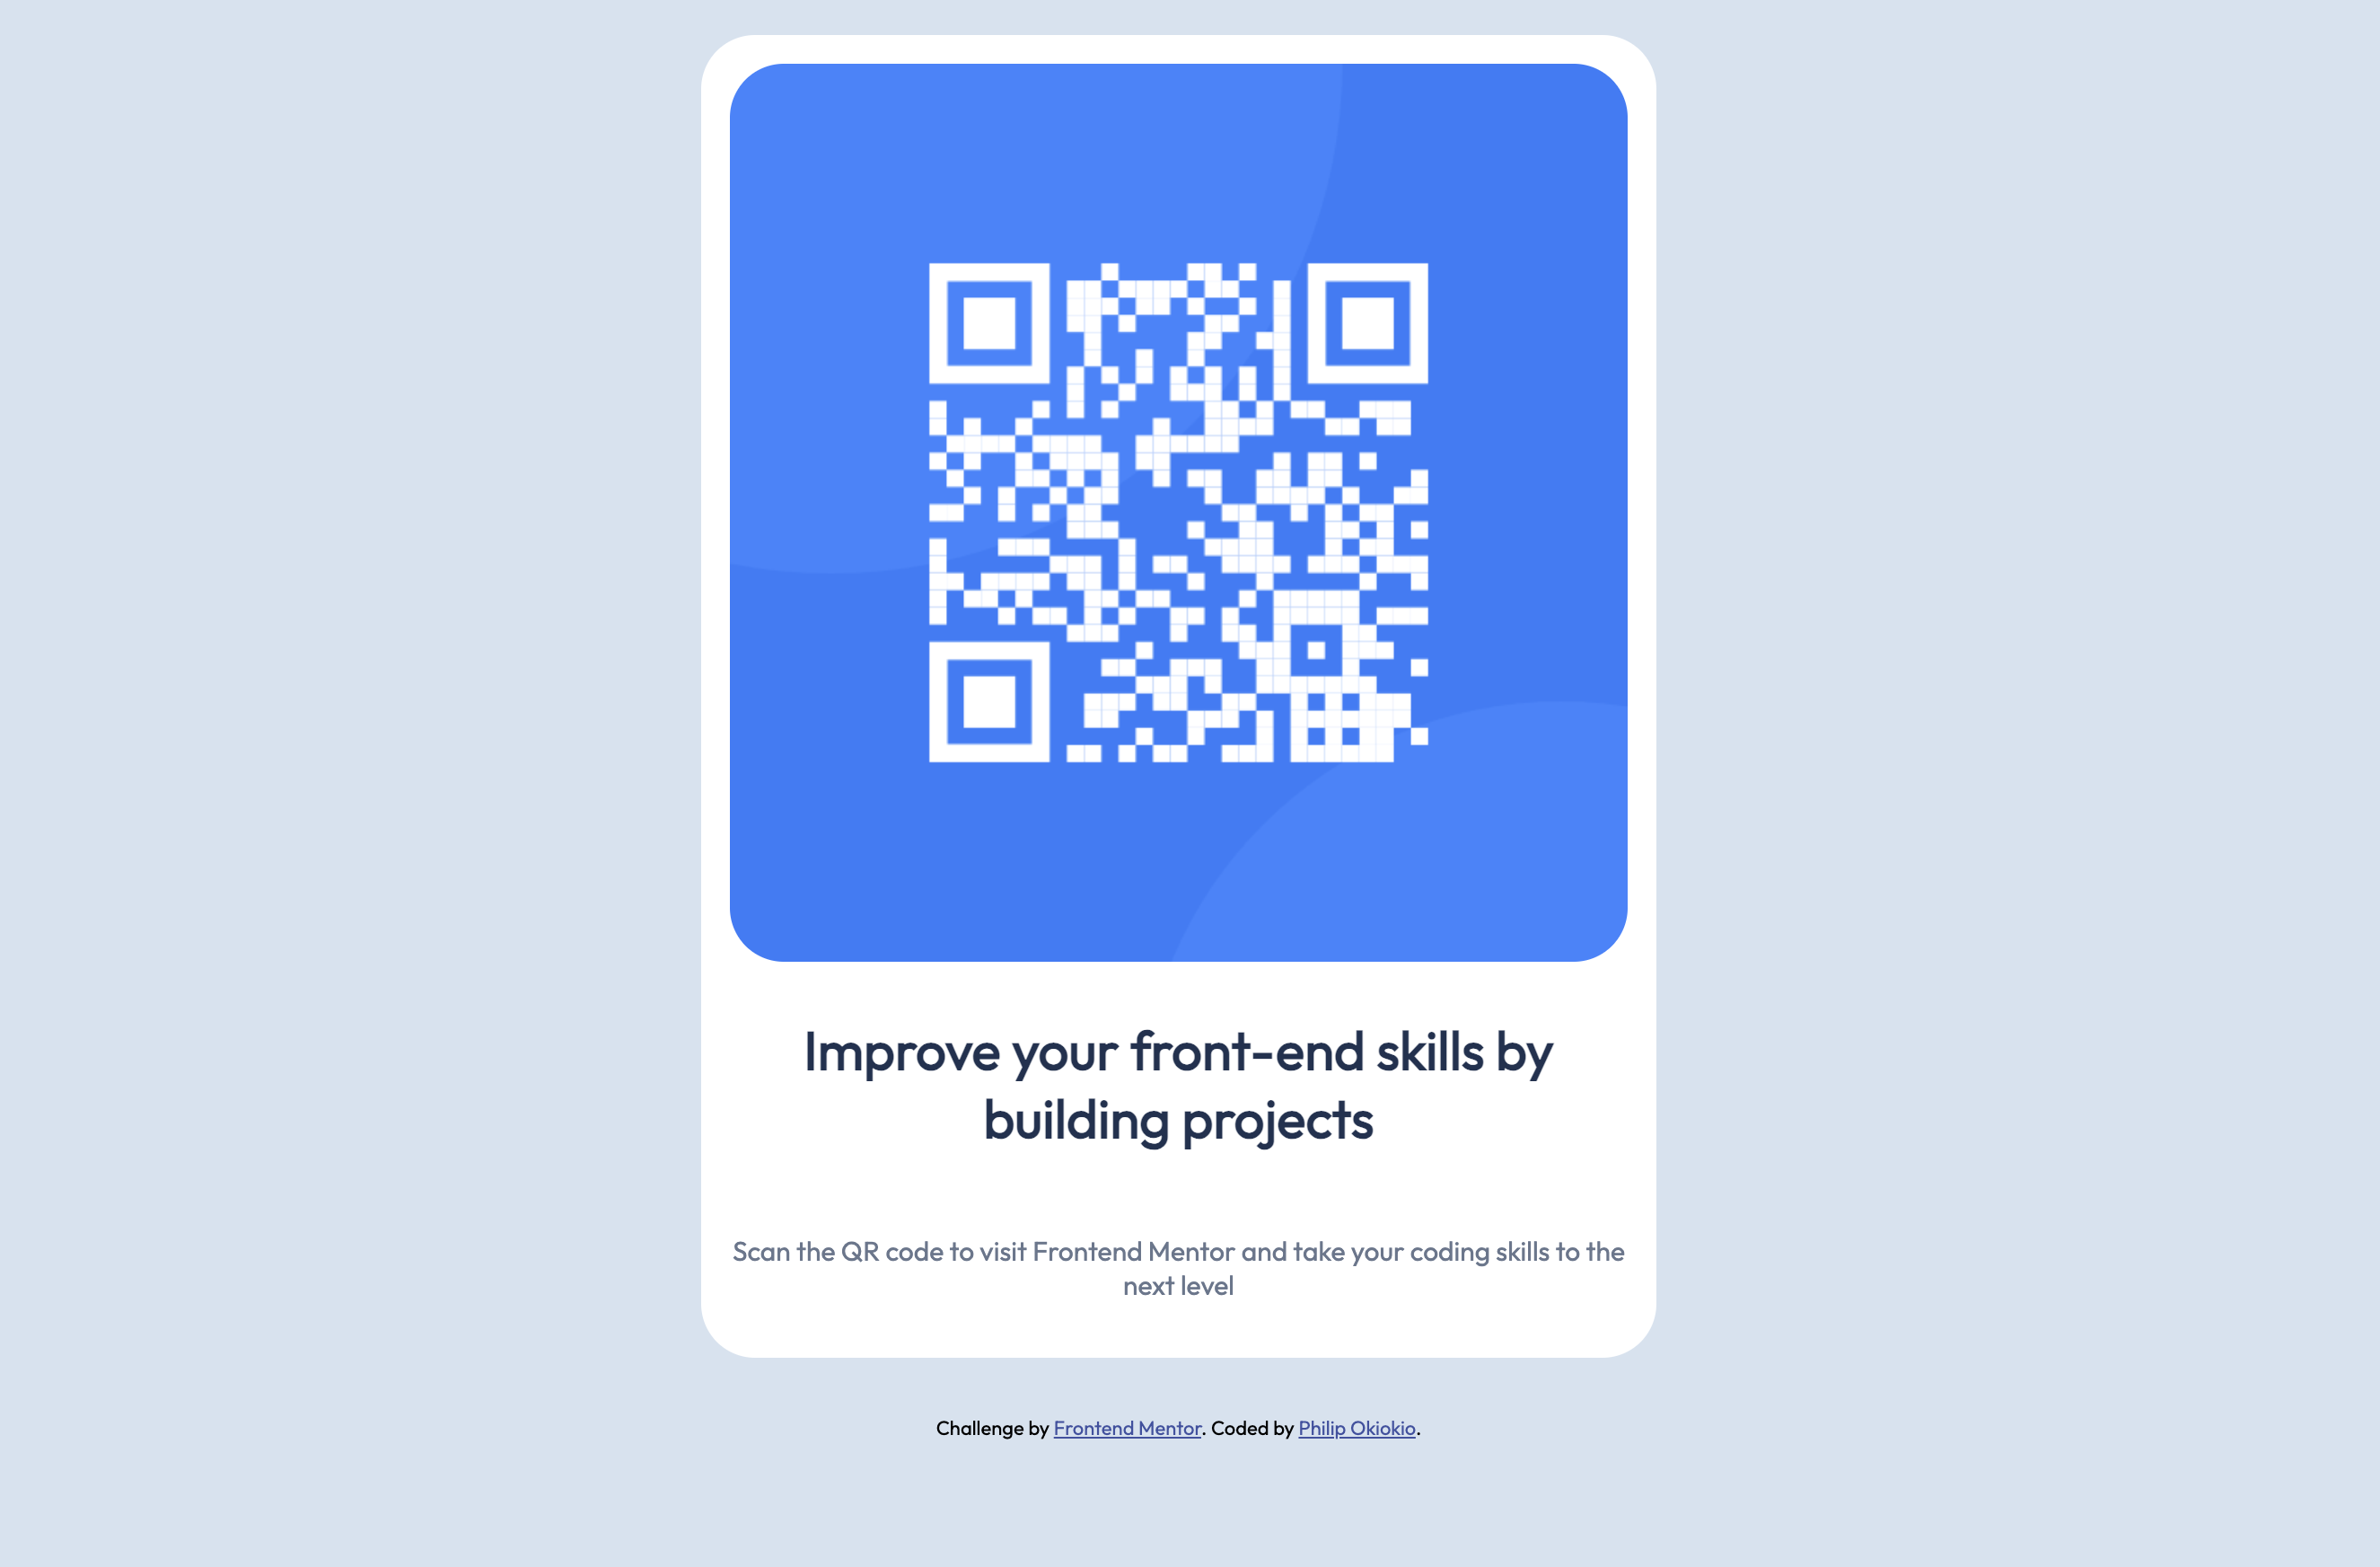 Improve your front-end skills by
building projects
Scan the QR code to visit Frontend Mentor and take your coding skills to the
next level
Challenge by Frontend Mentor. Coded by Philip Okiokio.